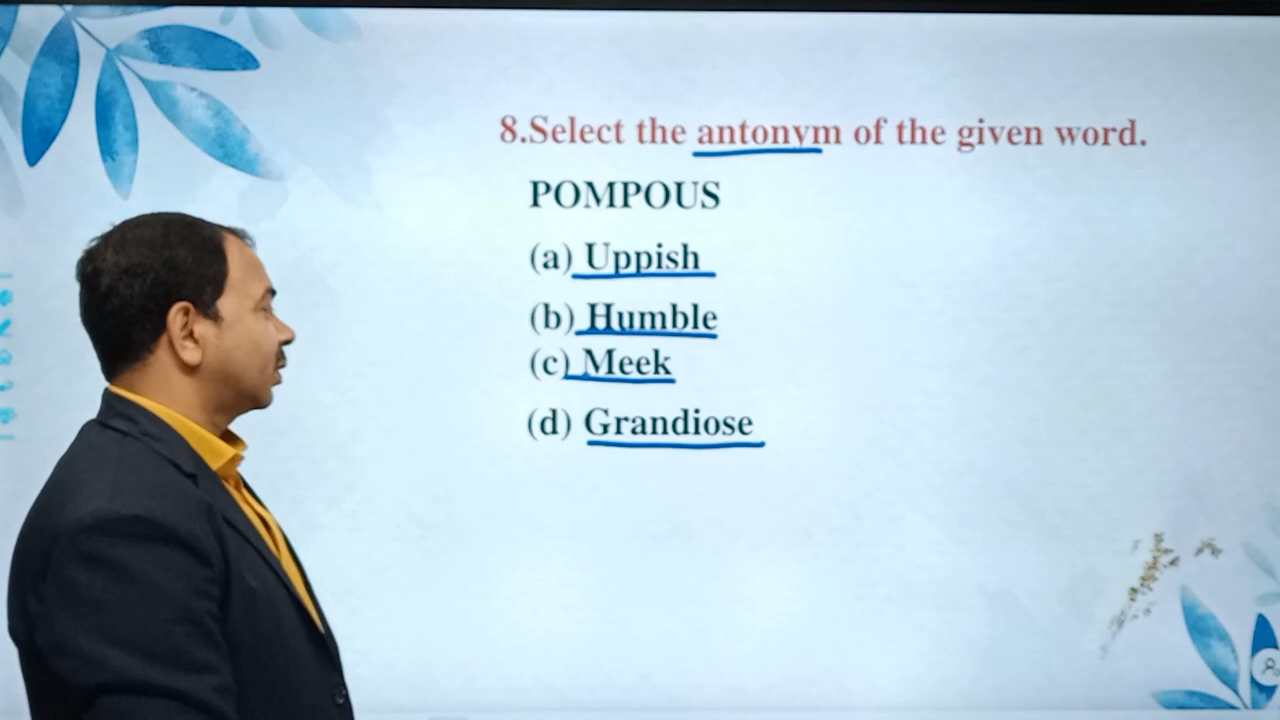 8.Select the antonym of the given word.
POMPOUS
(a) Uppish
(b) Humble
(c) Meek
(d) Grandiose